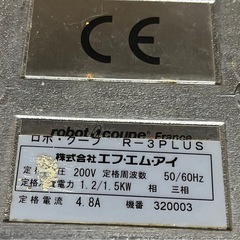 CE
robot coupe France
ロボ・クープ R-3PLUS
株式会社エフ・エム・アイ
定格電圧 200V 定格周波数 50/60Hz
定格消費電力 1.2/1.5KW 相 三相
定格電流 4.8A 機番 320003